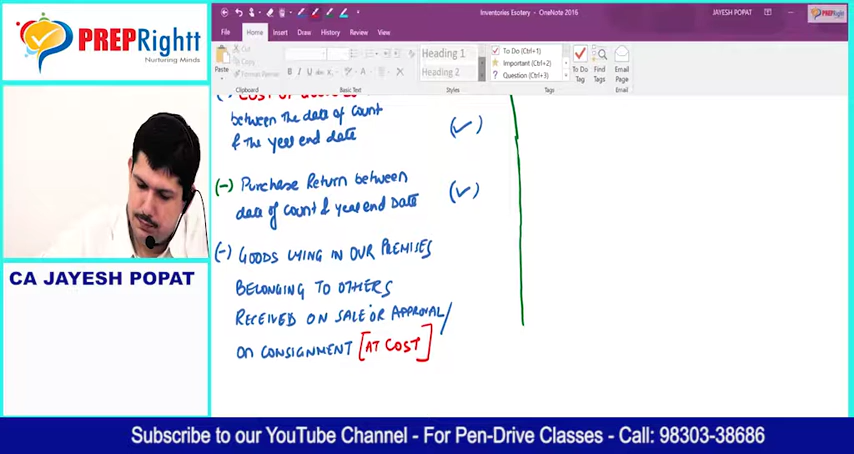 PREPRightt
Nurturing Minds
CA JAYESH POPAT
Inventories Esotery - OneNote 2016
JAYESH POPAT
File Home Insert Draw History Review View
Cut
Copy
Format Painter
Paste
Clipboard
B I U
Basic Text
Heading 1
Heading 2
Styles
To Do (Ctrl+1)
Important (Ctrl+2)
Question (Ctrl+3)
Tags
To Do Tag
Find Tags
Email Page
Email
between the date of count
& the year end date
(-) Purchase Return between
date of count & year end Date
(-) GOODS LYING IN OUR PREMISES
BELONGING TO OTHERS
RECEIVED ON SALE OR APPROVAL/
ON CONSIGNMENT [AT COST]
Subscribe to our YouTube Channel - For Pen-Drive Classes - Call: 98303-38686